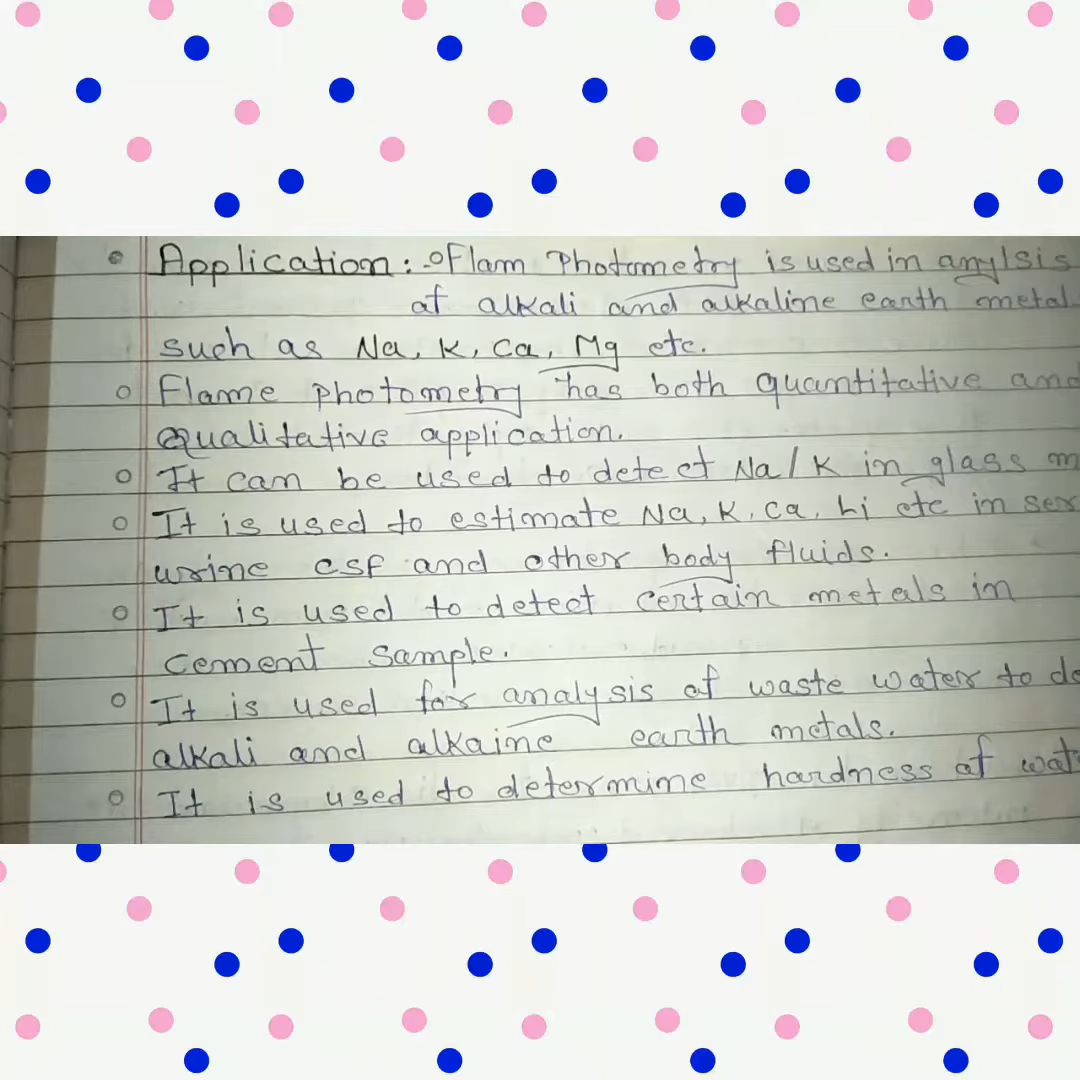 Application:- Flam Photometry is used in anylsis
of alkali and alkaline earth metal
such as Na, K, Ca, Mg etc.
Flame photometry has both quantitative and
qualitative application.
It can be used to detect Na/K in glass
It is used to estimate Na, K, Ca, Li etc in
urine csf and other body fluids.
It is used to detect certain metals in
cement sample.
It is used for analysis of waste water to
alkali and alkaine earth metals.
It is used to determine hardness of